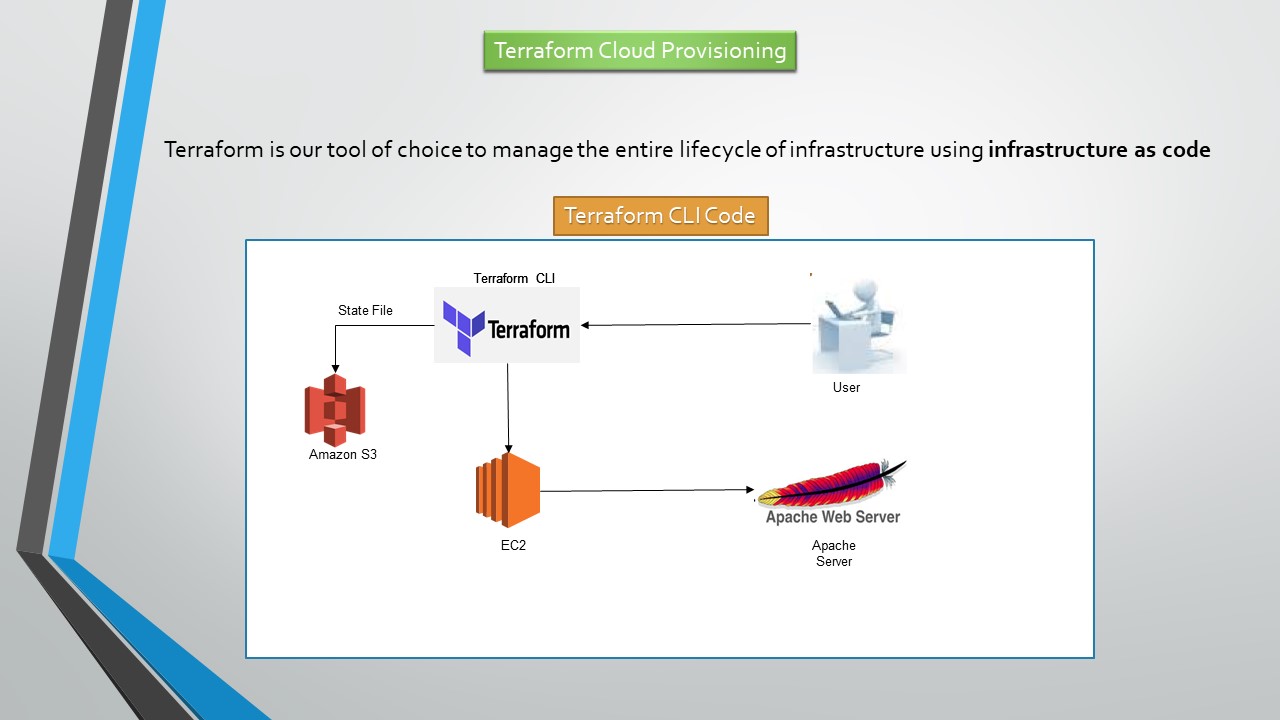 Terraform Cloud Provisioning
Terraform is our tool of choice to manage the entire lifecycle of infrastructure using infrastructure as code
Terraform CLI Code
Terraform CLI
State File
Terraform
User
Amazon S3
Apache Web Server
EC2
Apache
Server